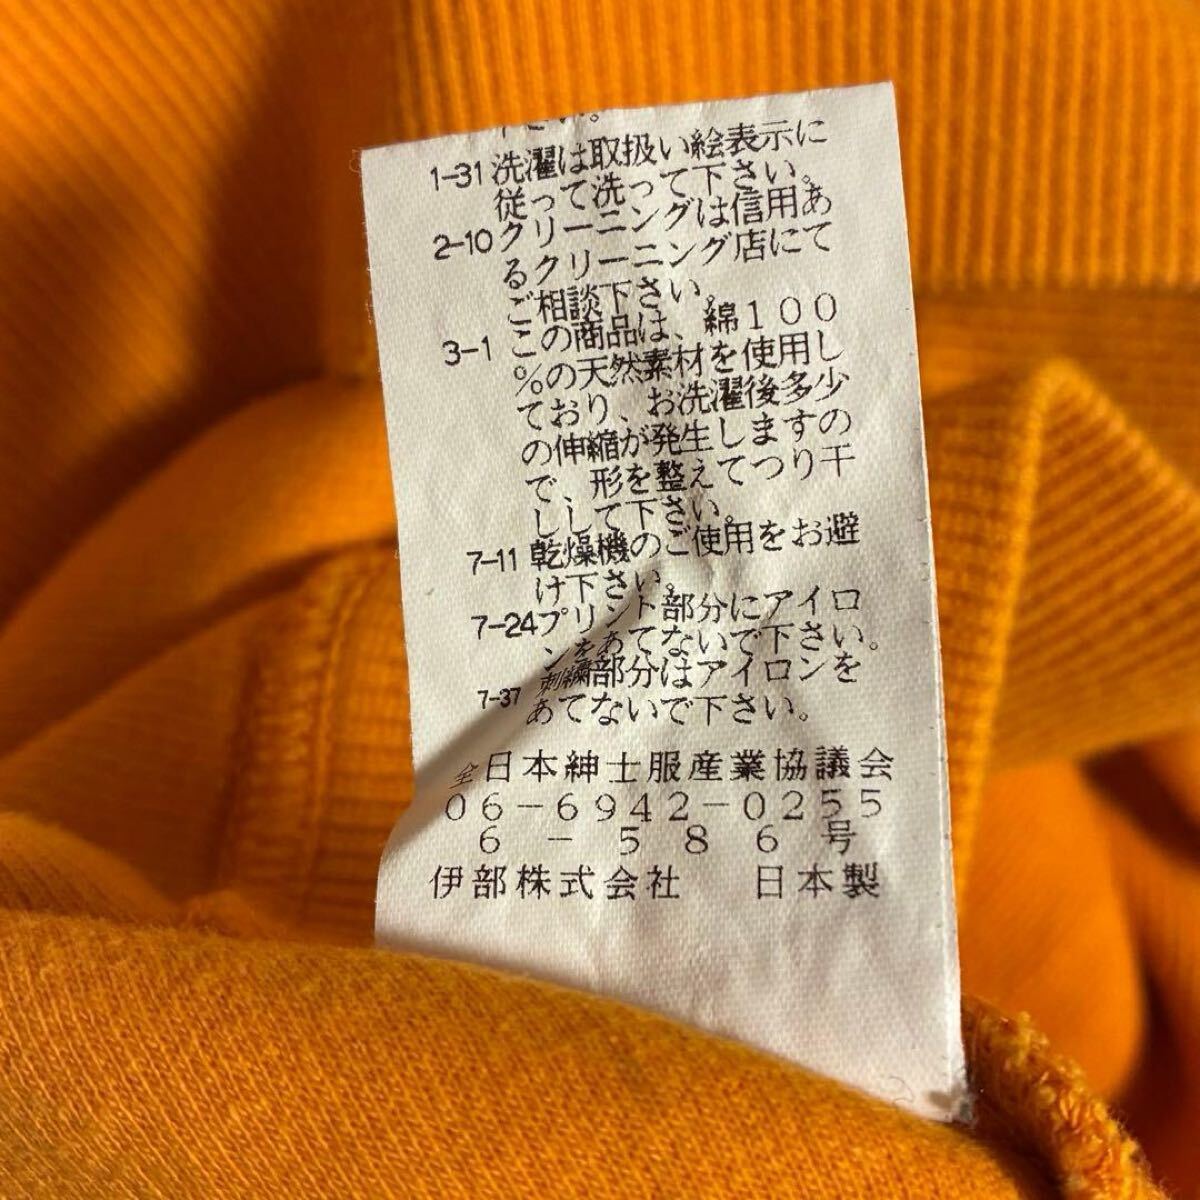 下さい。
1-31 洗濯は取扱い絵表示に
従って洗って下さい。
2-10 クリーニングは信用あ
るクリーニング店にて
ご相談下さい。
3-1 この商品は、綿100
%の天然素材を使用し
ており、お洗濯後多少
の伸縮が発生しますの
で、形を整えてつり干
しして下さい。
7-11 乾燥機のご使用をお避
け下さい。
7-24 プリント部分にアイロ
ンをあてないで下さい。
7-37 刺繍部分はアイロンを
あてないで下さい。
全日本紳士服産業協議会
06-6942-0255
6-586号
伊部株式会社 日本製